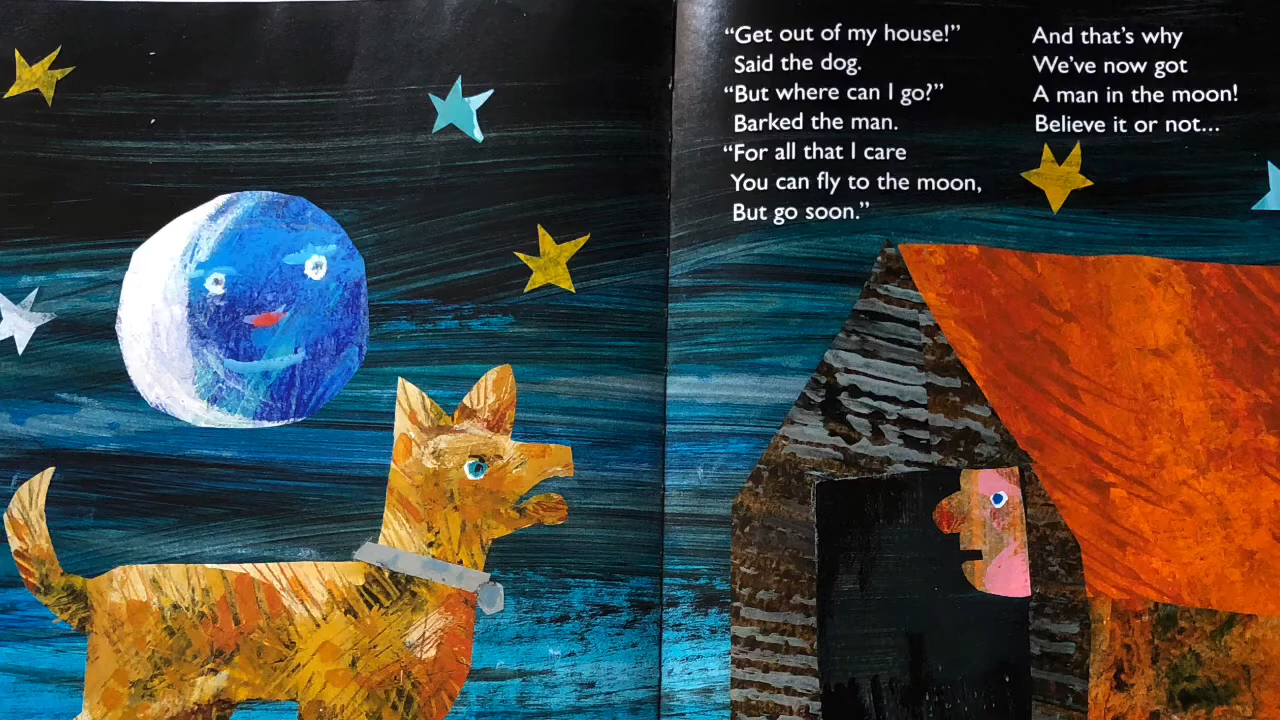 “Get out of my house!”
Said the dog.
“But where can I go?”
Barked the man.
“For all that I care
You can fly to the moon,
But go soon.”
And that’s why
We’ve now got
A man in the moon!
Believe it or not...